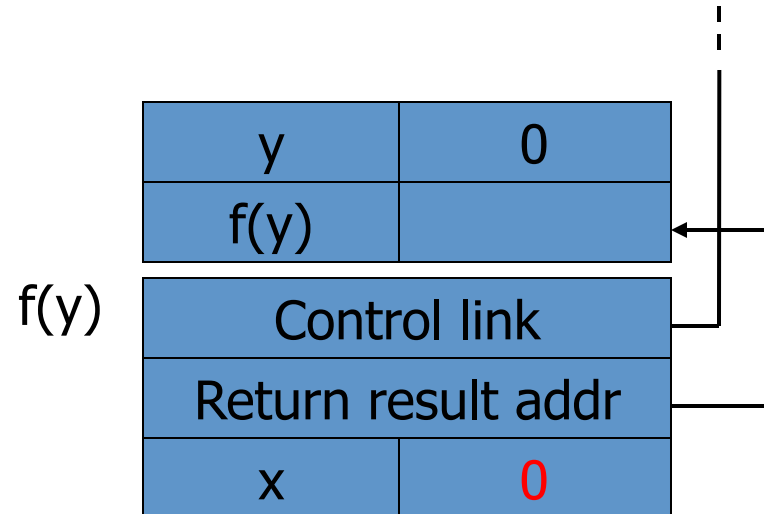 y 0
f(y)
f(y) Control link
Return result addr
x 0